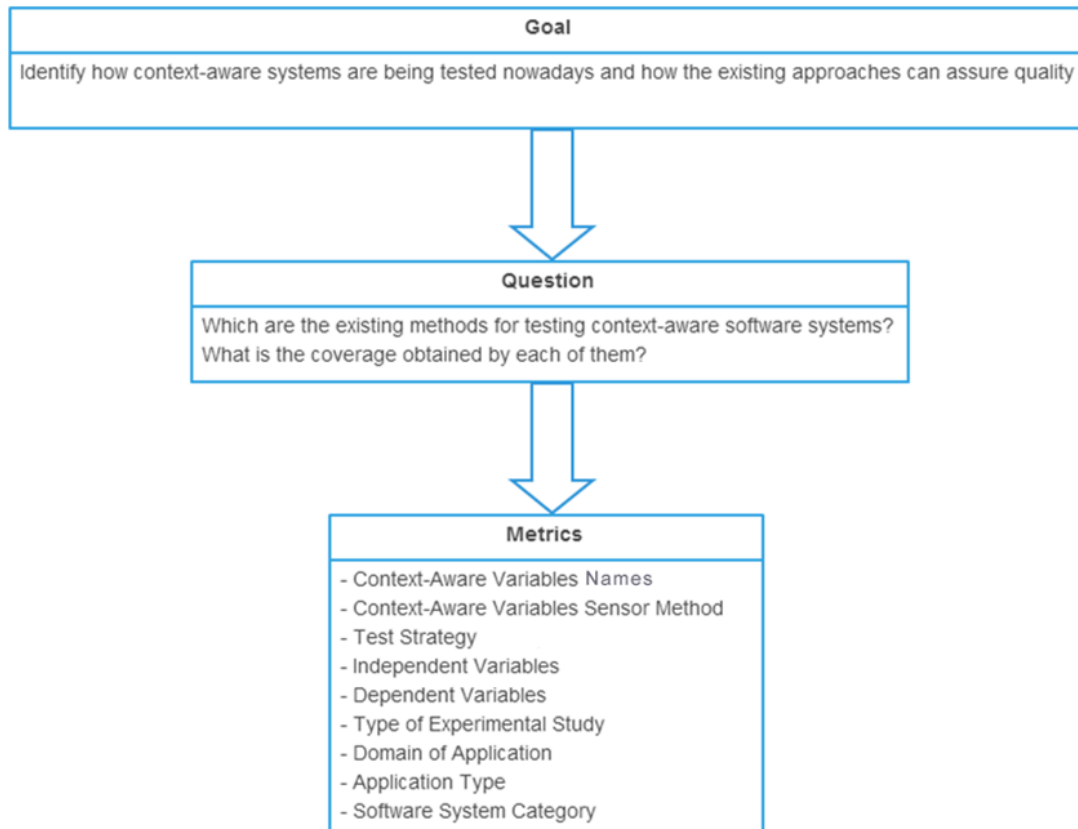 Goal
Identify how context-aware systems are being tested nowadays and how the existing approaches can assure quality
Question
Which are the existing methods for testing context-aware software systems?
What is the coverage obtained by each of them?
Metrics
- Context-Aware Variables Names
- Context-Aware Variables Sensor Method
- Test Strategy
- Independent Variables
- Dependent Variables
- Type of Experimental Study
- Domain of Application
- Application Type
- Software System Category